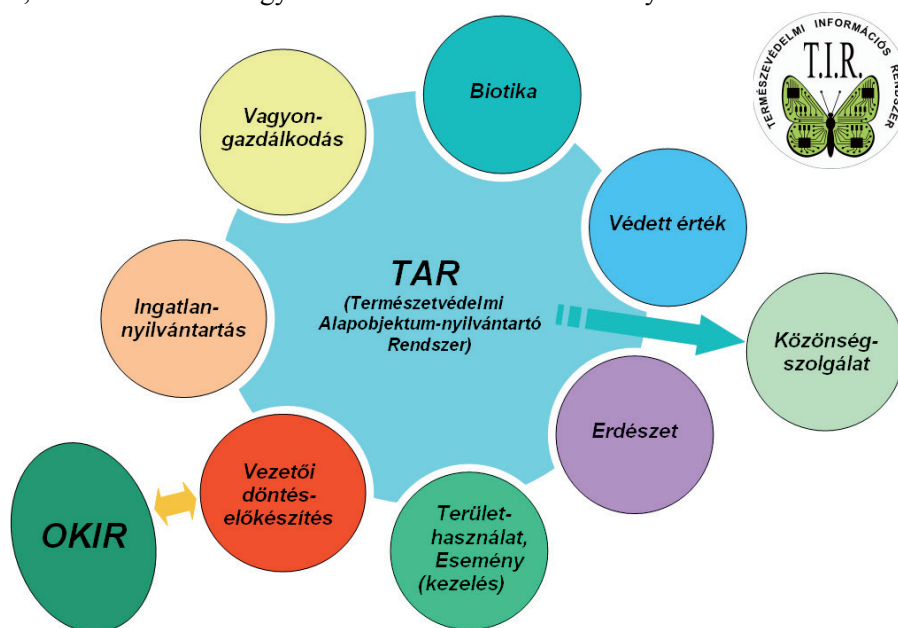 TERMÉSZEVÉDELMI INFORMÁCIÓS RENDSZER
T.I.R.
Biotika
Vagyon-
gazdálkodás
Védett érték
TAR
(Természetvédelmi
Alapobjektum-nyilvántartó
Rendszer)
Ingatlan-
nyilvántartás
Közönség-
szolgálat
Erdészet
Vezetői
döntés-
előkészítés
Terület-
használat,
Esemény
(kezelés)
OKIR